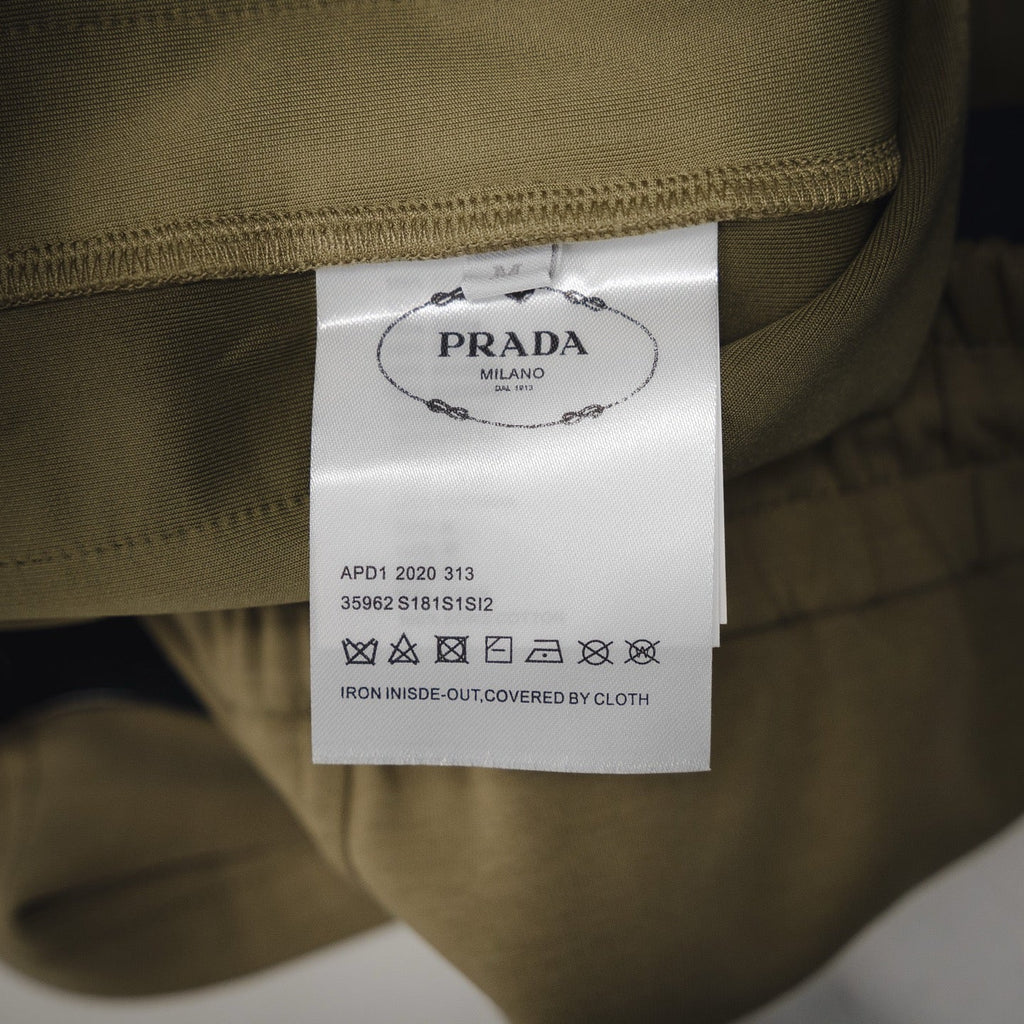 M
PRADA
MILANO
DAL 1913
APD1 2020 313
35962 S181S1SI2
IRON INISDE-OUT,COVERED BY CLOTH